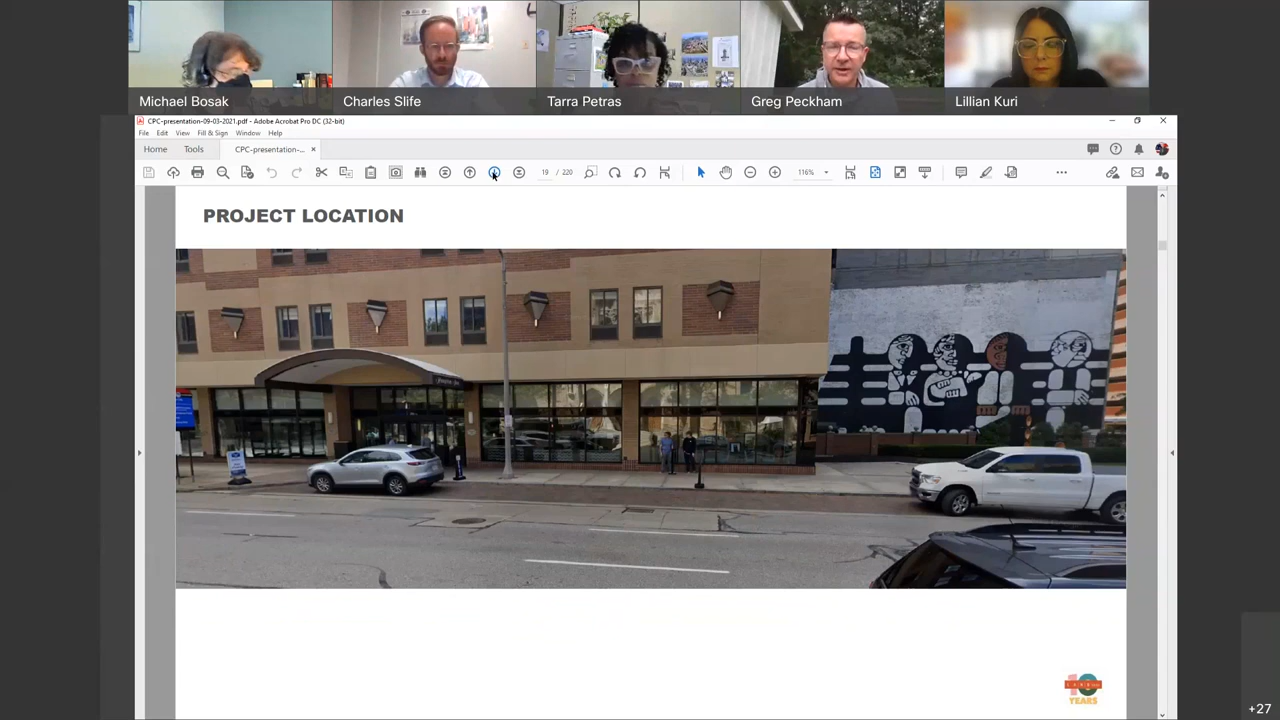 Michael Bosak
Charles Slife
Tarra Petras
Greg Peckham
Lillian Kuri
CPC-presentation-09-03-2021.pdf - Adobe Acrobat Pro DC (32-bit)
File Edit View Fill & Sign Window Help
Home Tools CPC-presentation-...
19 / 220 116%
PROJECT LOCATION
10
YEARS
+27